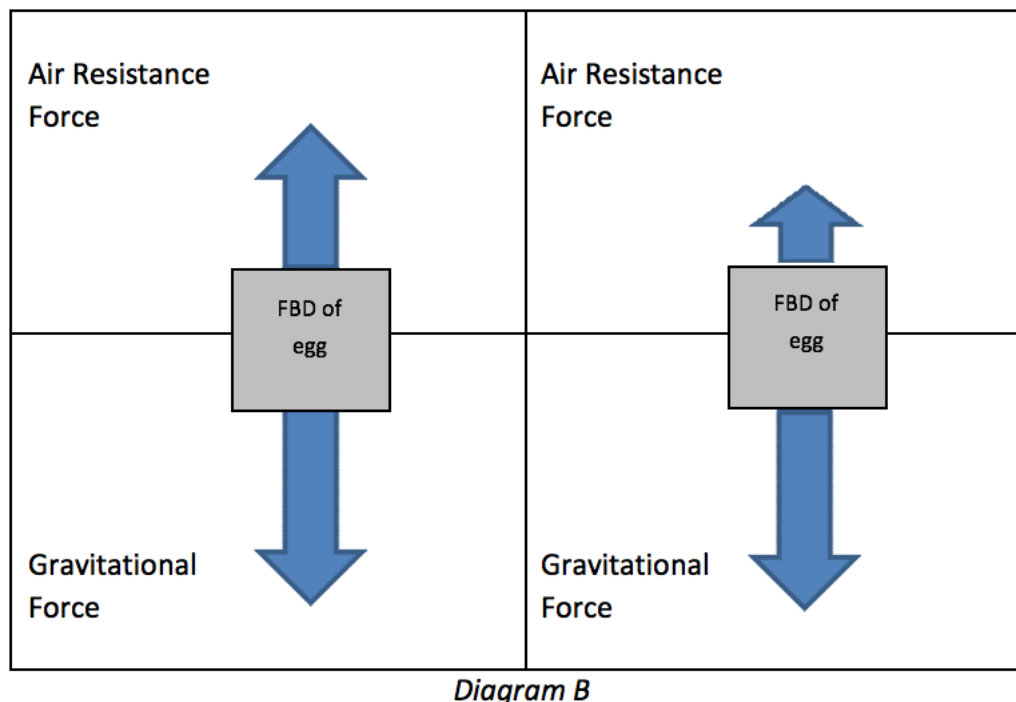 Air Resistance
Force
Air Resistance
Force
FBD of
egg
FBD of
egg
Gravitational
Force
Gravitational
Force
Diagram B